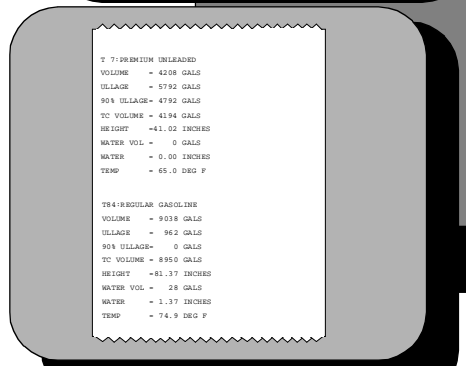 T 7:PREMIUM UNLEADED
VOLUME = 4208 GALS
ULLAGE = 5792 GALS
90% ULLAGE= 4792 GALS
TC VOLUME = 4194 GALS
HEIGHT =41.02 INCHES
WATER VOL = 0 GALS
WATER = 0.00 INCHES
TEMP = 65.0 DEG F
T84:REGULAR GASOLINE
VOLUME = 9038 GALS
ULLAGE = 962 GALS
90% ULLAGE= 0 GALS
TC VOLUME = 8950 GALS
HEIGHT =81.37 INCHES
WATER VOL = 28 GALS
WATER = 1.37 INCHES
TEMP = 74.9 DEG F